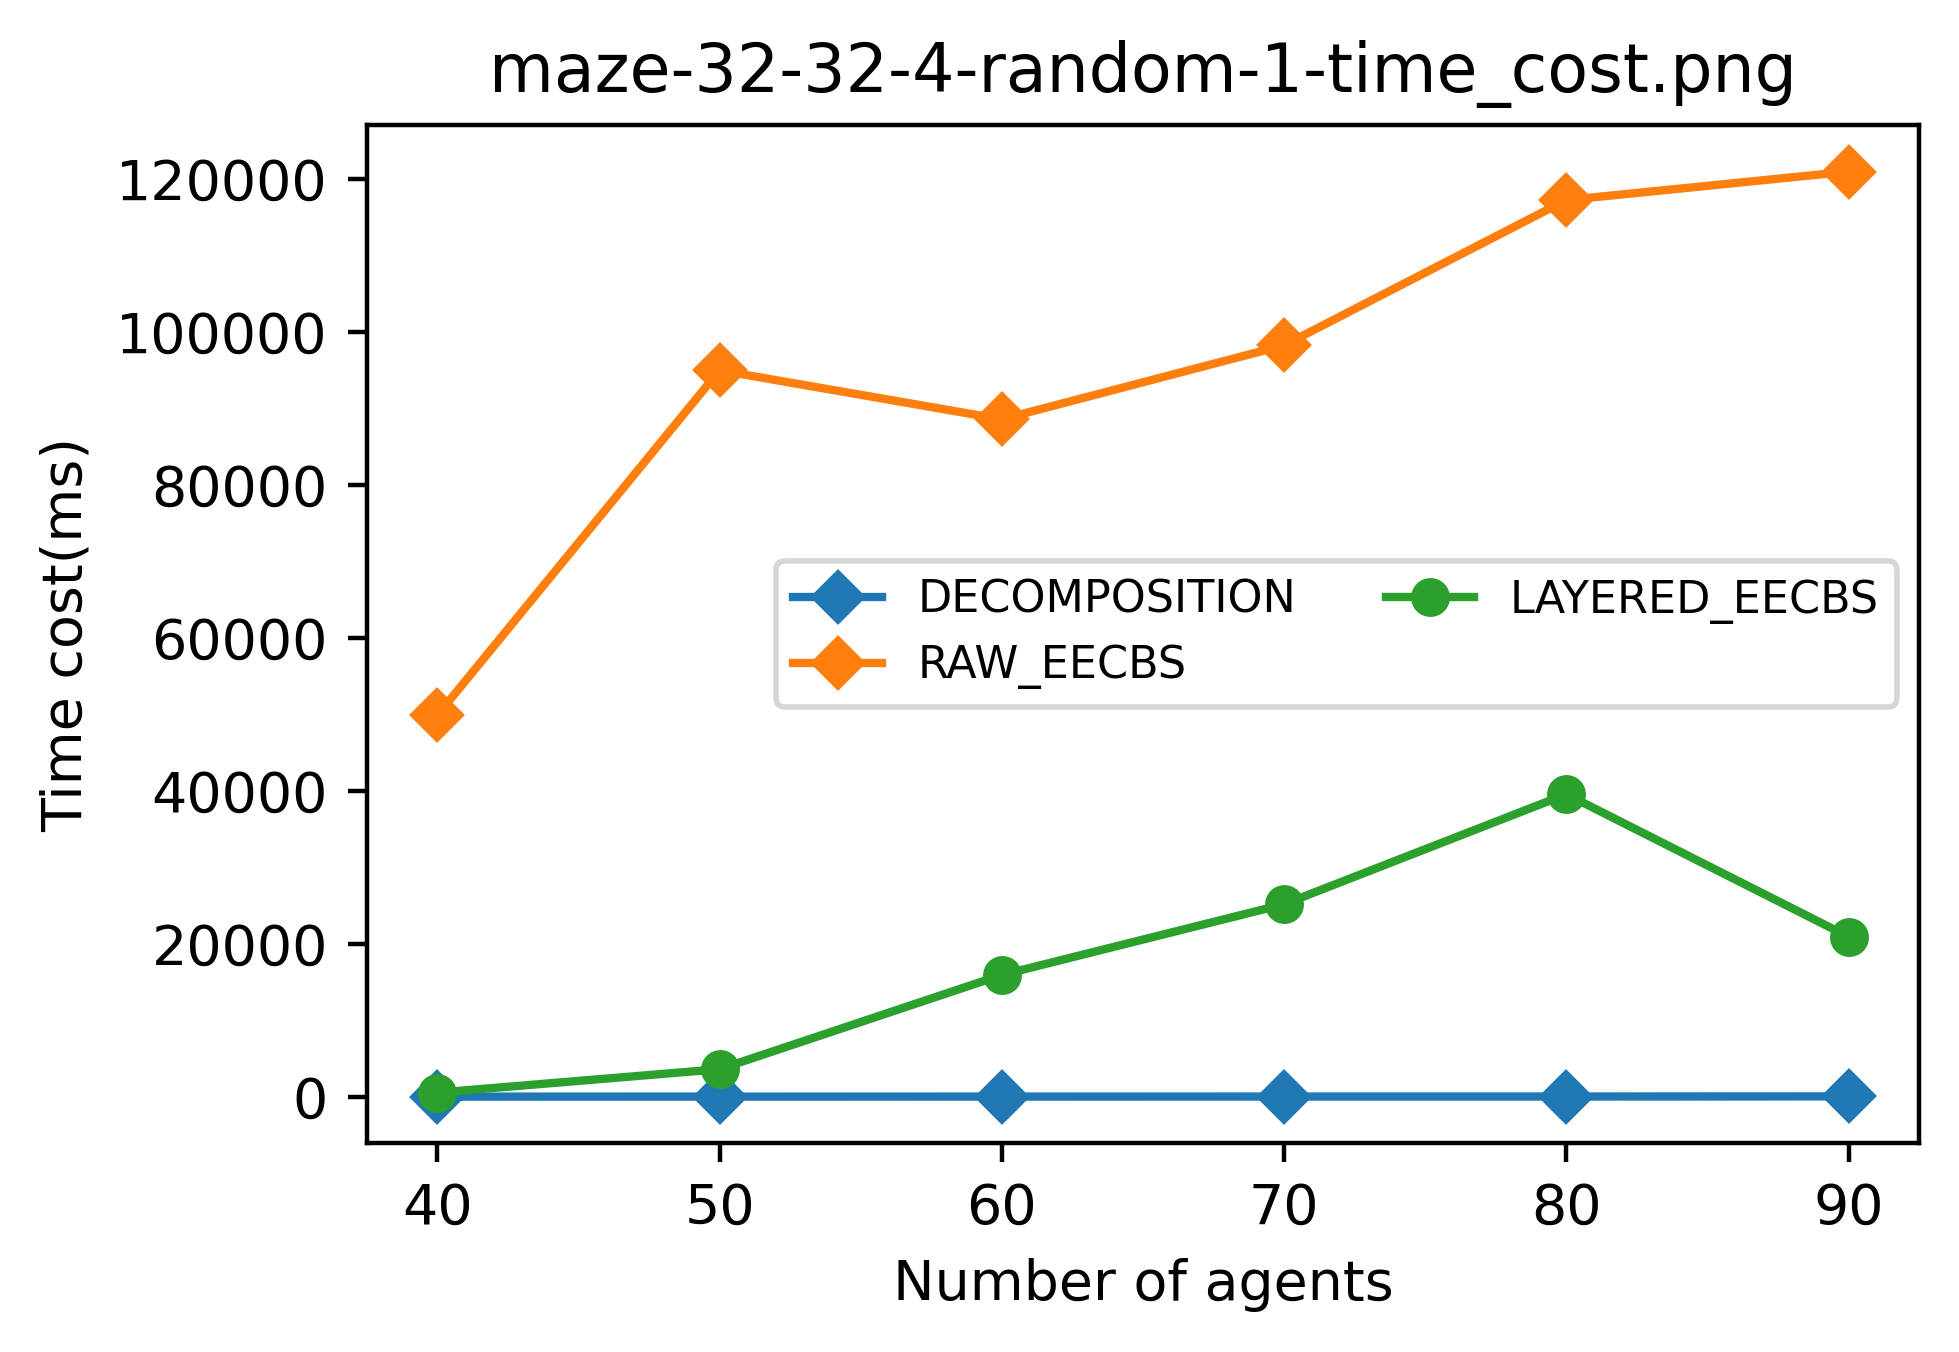 maze-32-32-4-random-1-time_cost.png
120000
100000
80000
60000
40000
20000
0
Time cost(ms)
DECOMPOSITION
RAW_EECBS
LAYERED_EECBS
40 50 60 70 80 90
Number of agents